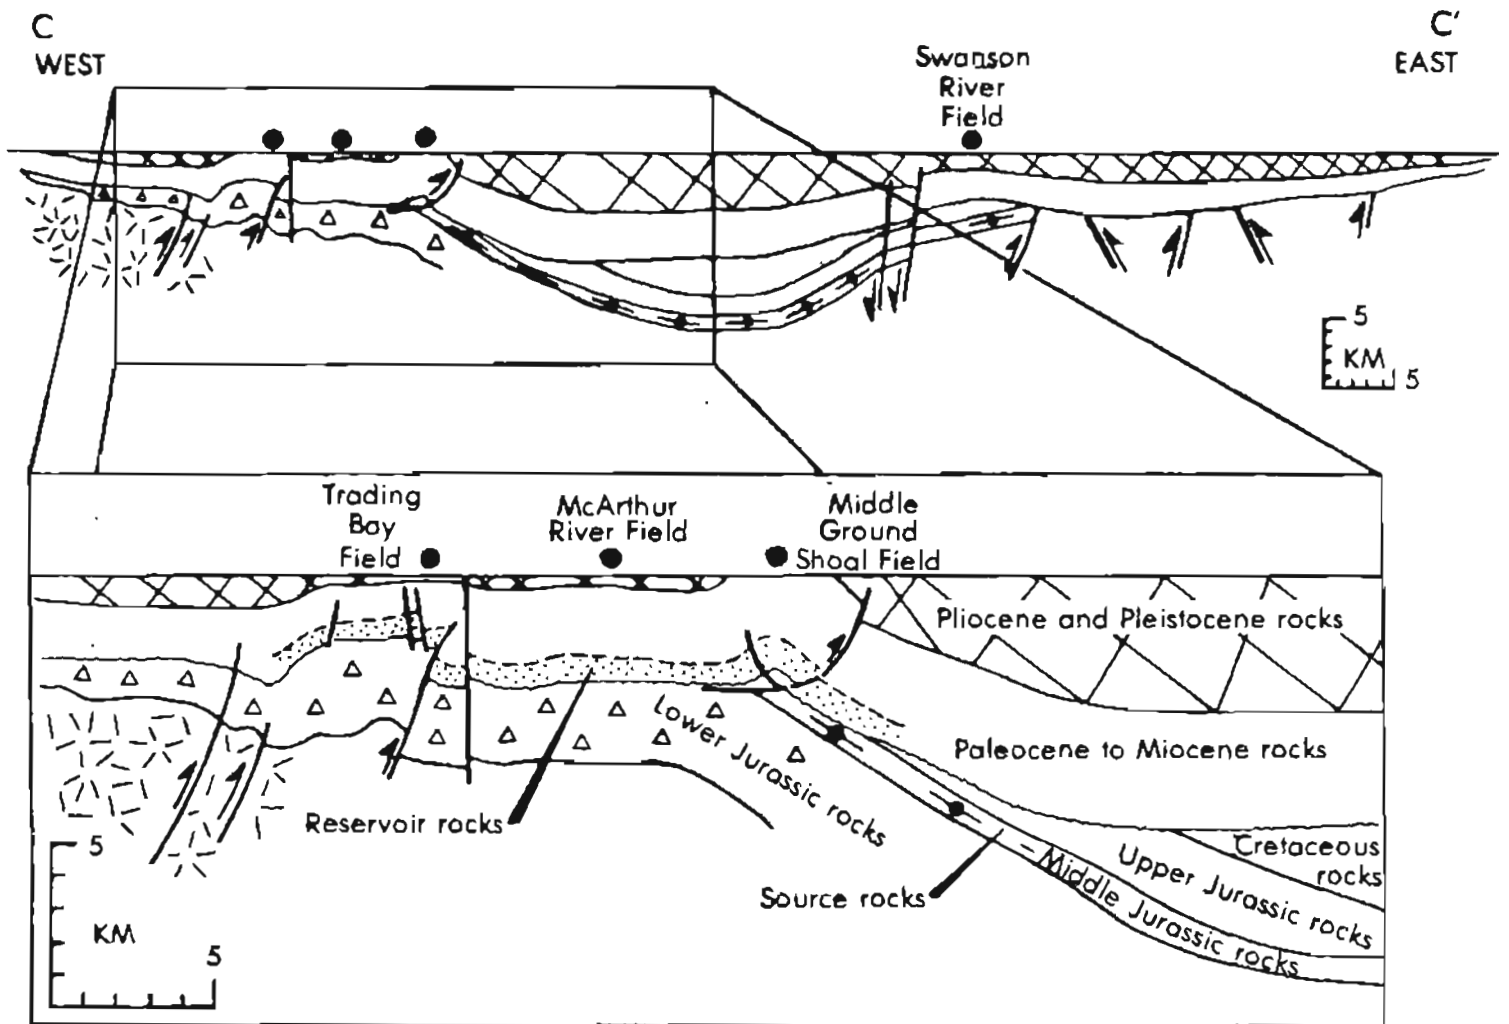 C
WEST
C'
EAST
Swanson
River
Field
5
KM
5
Trading
Bay
Field
McArthur
River Field
Middle
Ground
Shoal Field
Pliocene and Pleistocene rocks
Paleocene to Miocene rocks
Lower Jurassic rocks
Reservoir rocks
Cretaceous
rocks
Upper Jurassic rocks
Middle Jurassic rocks
Source rocks
5
KM
5